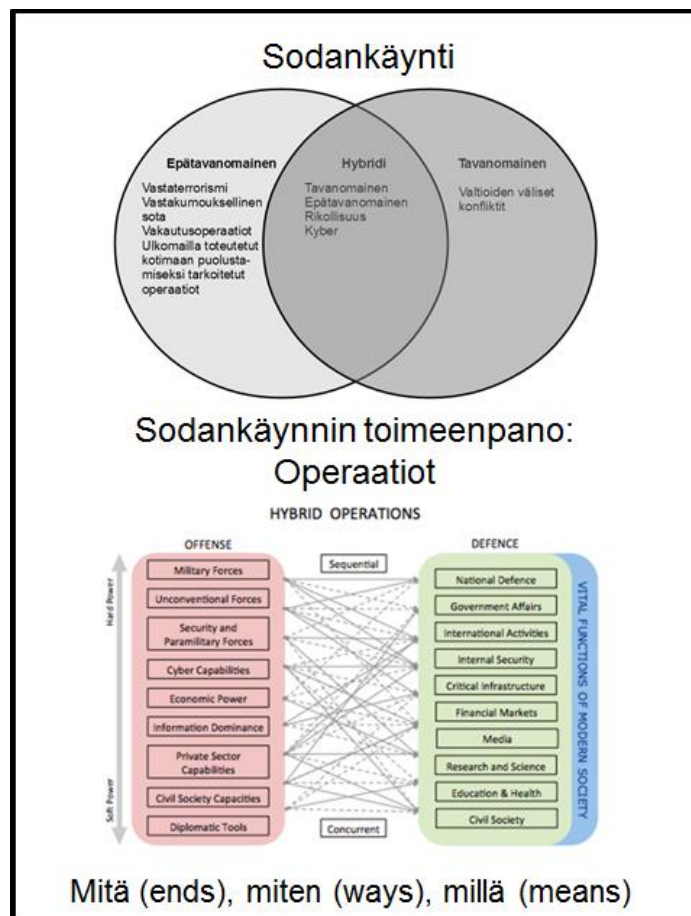 Sodankäynti
Epätavanomainen
Vastaterrorismi
Vastakumouksellinen
sota
Vakautusoperaatiot
Ulkomailla toteutetut
kotimaan puolusta-
miseksi tarkoitetut
operaatiot
Hybridi
Tavanomainen
Epätavanomainen
Rikollisuus
Kyber
Tavanomainen
Valtioiden väliset
konfliktit
Sodankäynnin toimeenpano:
Operaatiot
HYBRID OPERATIONS
OFFENSE
Hard Power
Soft Power
Military Forces
Unconventional Forces
Security and
Paramilitary Forces
Cyber Capabilities
Economic Power
Information Dominance
Private Sector
Capabilities
Civil Society Capacities
Diplomatic Tools
Sequential
Concurrent
DEFENCE
National Defence
Government Affairs
International Activities
Internal Security
Critical Infrastructure
Financial Markets
Media
Research and Science
Education & Health
Civil Society
VITAL FUNCTIONS OF MODERN SOCIETY
Mitä (ends), miten (ways), millä (means)